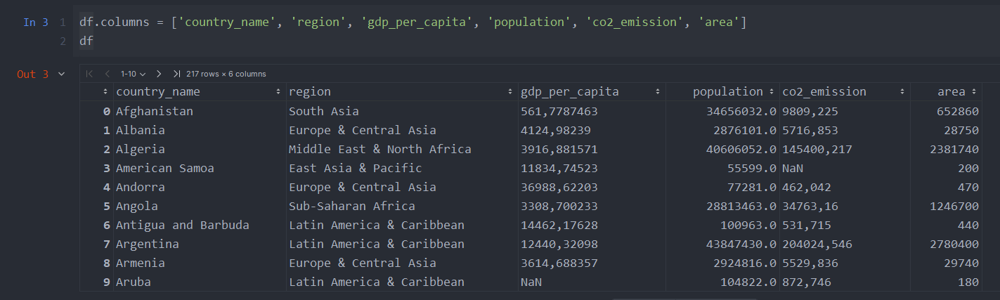 In 3 1 df.columns = ['country_name', 'region', 'gdp_per_capita', 'population', 'co2_emission', 'area']
2 df
Out 3 1-10 217 rows × 6 columns
country_name region gdp_per_capita population co2_emission area
0 Afghanistan South Asia 561,7787463 34656032.0 9809,225 652860
1 Albania Europe & Central Asia 4124,98239 2876101.0 5716,853 28750
2 Algeria Middle East & North Africa 3916,881571 40606052.0 145400,217 2381740
3 American Samoa East Asia & Pacific 11834,74523 55599.0 NaN 200
4 Andorra Europe & Central Asia 36988,62203 77281.0 462,042 470
5 Angola Sub-Saharan Africa 3308,700233 28813463.0 34763,16 1246700
6 Antigua and Barbuda Latin America & Caribbean 14462,17628 100963.0 531,715 440
7 Argentina Latin America & Caribbean 12440,32098 43847430.0 204024,546 2780400
8 Armenia Europe & Central Asia 3614,688357 2924816.0 5529,836 29740
9 Aruba Latin America & Caribbean NaN 104822.0 872,746 180